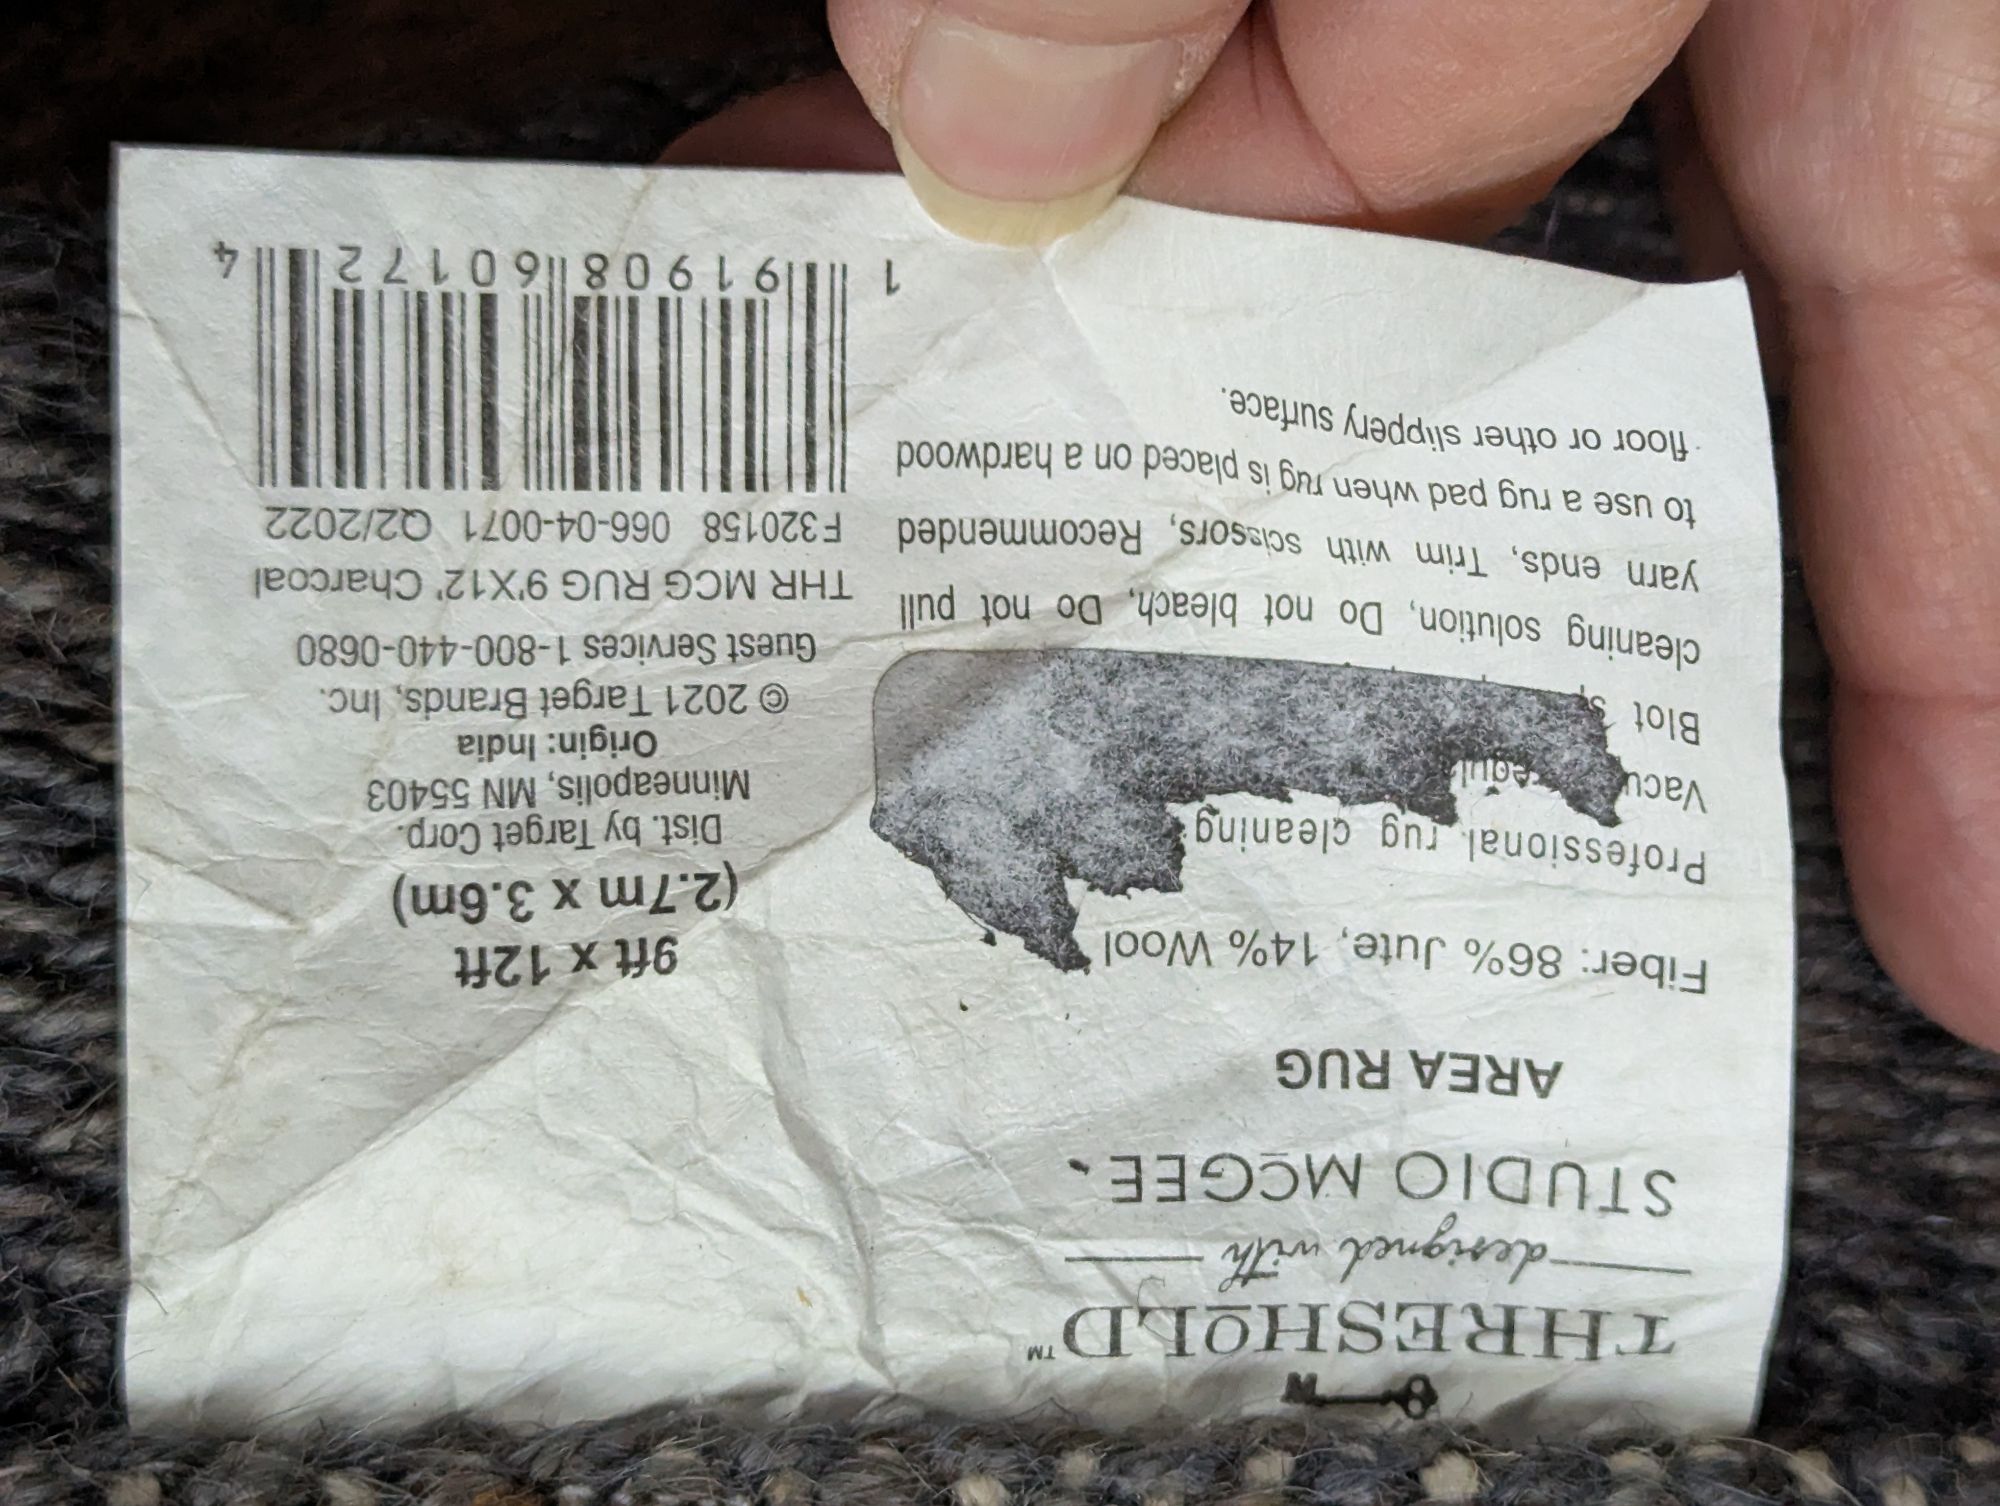 THRESHOLD™
designed with
STUDIO McGEE
AREA RUG
Fiber: 86% Jute, 14% Wool
Professional rug cleaning
Blot
cleaning solution, Do not bleach, Do not pull
yarn ends, Trim with scissors, Recommended
to use a rug pad when rug is placed on a hardwood
floor or other slippery surface.
9ft x 12ft
(2.7m x 3.6m)
Dist. by Target Corp.
Minneapolis, MN 55403
Origin: India
© 2021 Target Brands, Inc.
Guest Services 1-800-440-0680
THR MCG RUG 9'X12' Charcoal
F320158 066-04-0071 Q2/2022
1 91908 60172 4